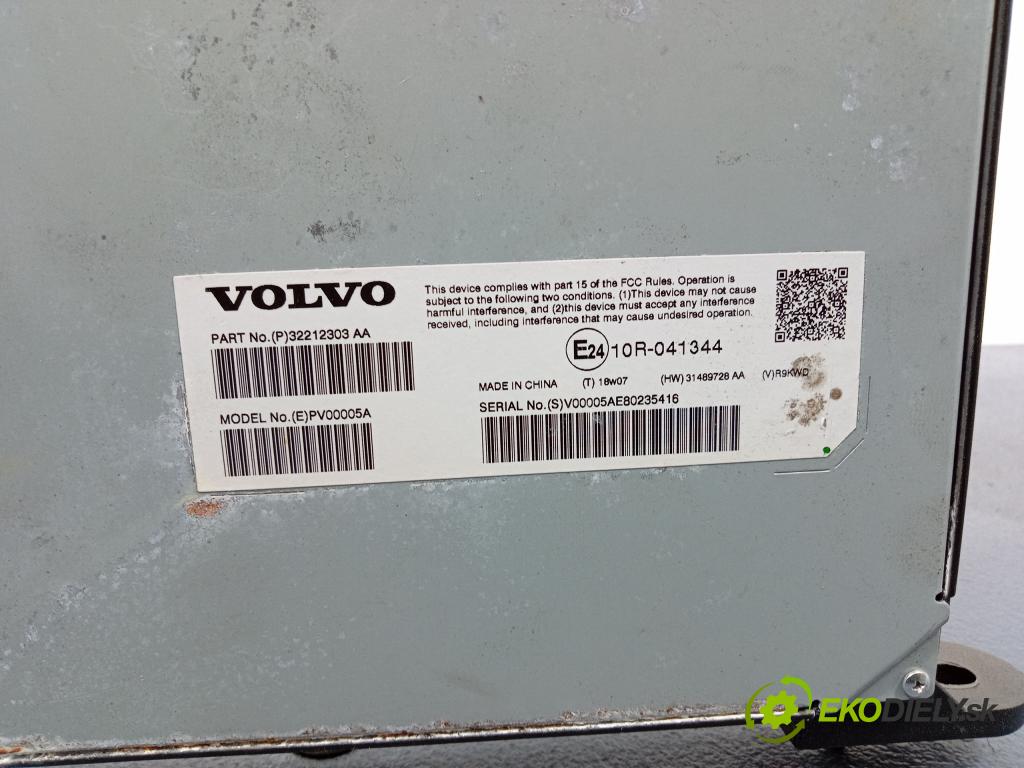 VOLVO
This device complies with part 15 of the FCC Rules. Operation is
subject to the following two conditions. (1)This device may not cause
harmful interference, and (2)this device must accept any interference
received, including interference that may cause undesired operation.
PART No.(P)32212303 AA
E24 10R-041344
MADE IN CHINA (T) 18w07 (HW) 31489728 AA (V)R9KWD
MODEL No.(E)PV00005A
SERIAL No.(S)V00005AE80235416
EKODIELY.sk